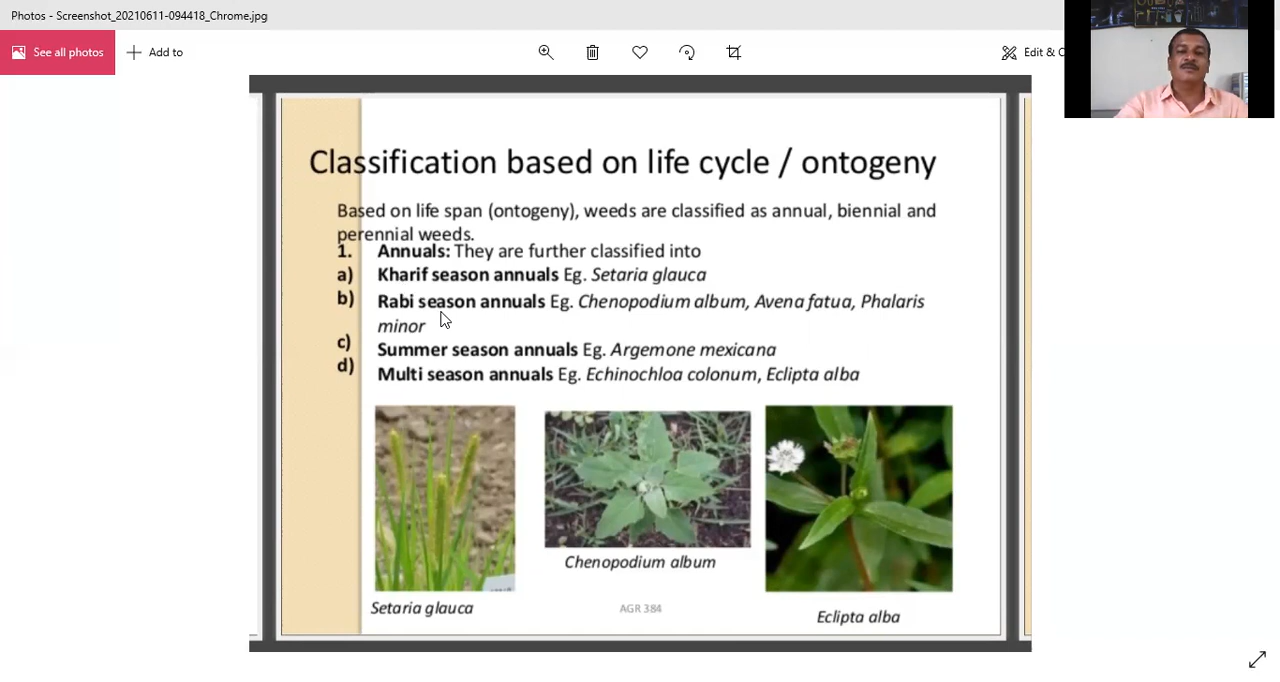 Photos - Screenshot_20210611-094418_Chrome.jpg
See all photos
Add to
Edit & C
Classification based on life cycle / ontogeny
Based on life span (ontogeny), weeds are classified as annual, biennial and
perennial weeds.
1. Annuals: They are further classified into
a) Kharif season annuals Eg. Setaria glauca
b) Rabi season annuals Eg. Chenopodium album, Avena fatua, Phalaris
minor
c) Summer season annuals Eg. Argemone mexicana
d) Multi season annuals Eg. Echinochloa colonum, Eclipta alba
Chenopodium album
Setaria glauca
AGR 384
Eclipta alba